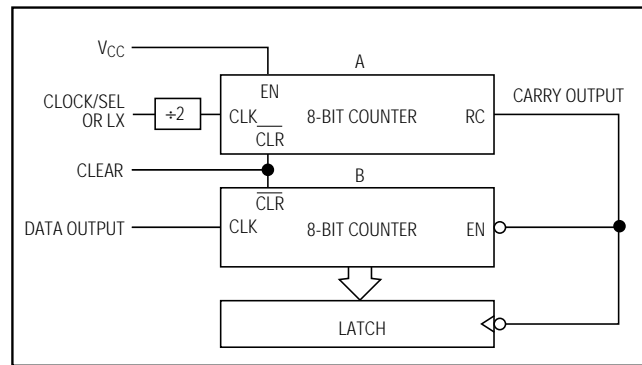 VCC
A
EN
CLOCK/SEL
OR LX
÷2
CLK
8-BIT COUNTER
RC
CARRY OUTPUT
CLR
CLEAR
B
CLR
DATA OUTPUT
CLK
8-BIT COUNTER
EN
LATCH